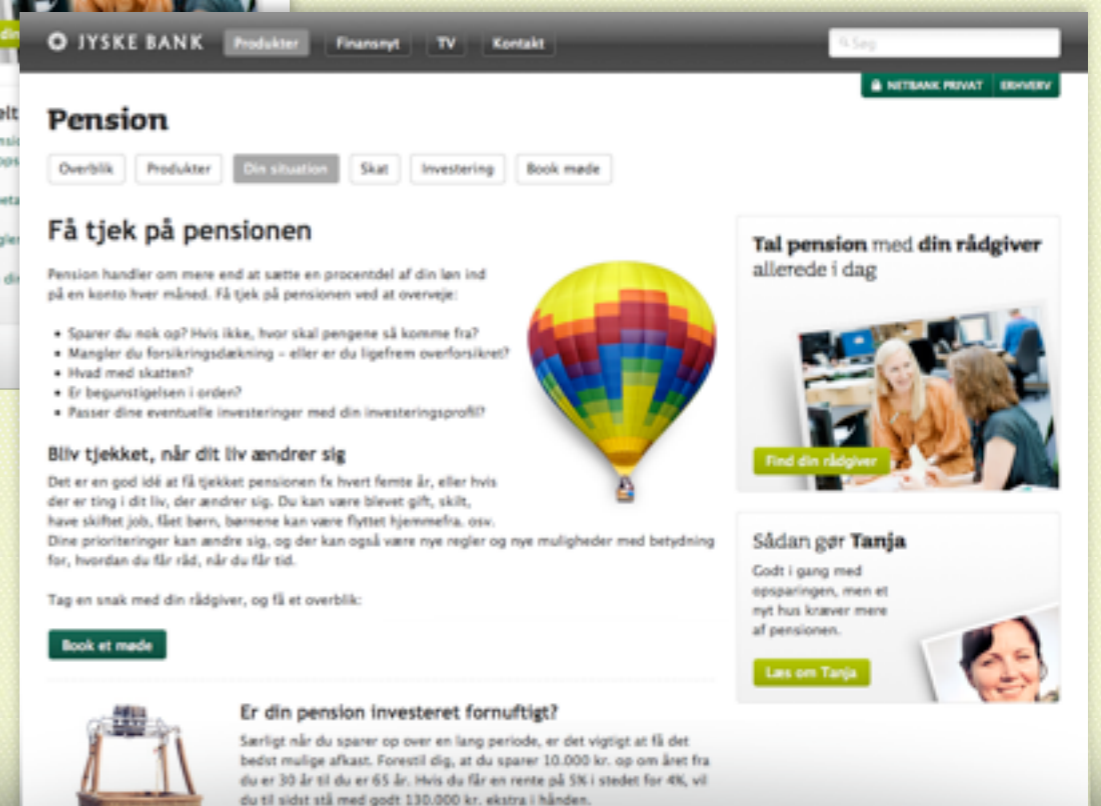 JYSKE BANK Produkter Finansnyt TV Kontakt Søg
NETBANK PRIVAT ERHVERV
Pension
Overblik Produkter Din situation Skat Investering Book møde
Få tjek på pensionen
Pension handler om mere end at sætte en procentdel af din løn ind
på en konto hver måned. Få tjek på pensionen ved at overveje:
• Sparer du nok op? Hvis ikke, hvor skal pengene så komme fra?
• Mangler du forsikringsdækning – eller er du ligefrem overforsikret?
• Hvad med skatten?
• Er begunstigelsen i orden?
• Passer dine eventuelle investeringer med din investeringsprofil?
Bliv tjekket, når dit liv ændrer sig
Det er en god idé at få tjekket pensionen fx hvert femte år, eller hvis
der er ting i dit liv, der ændrer sig. Du kan være blevet gift, skilt,
have skiftet job, fået børn, børnene kan være flyttet hjemmefra, osv.
Dine prioriteringer kan ændre sig, og der kan også være nye regler og nye muligheder med betydning
for, hvordan du får råd, når du får tid.
Tag en snak med din rådgiver, og få et overblik:
Book et møde
Er din pension investeret fornuftigt?
Særligt når du sparer op over en lang periode, er det vigtigt at få det
bedst mulige afkast. Forestil dig, at du sparer 10.000 kr. op om året fra
du er 30 år til du er 65 år. Hvis du får en rente på 5% i stedet for 4%, vil
du til sidst stå med godt 130.000 kr. ekstra i hånden.
Tal pension med din rådgiver
allerede i dag
Find din rådgiver
Sådan gør Tanja
Godt i gang med
opsparingen, men et
nyt hus kræver mere
af pensionen.
Læs om Tanja